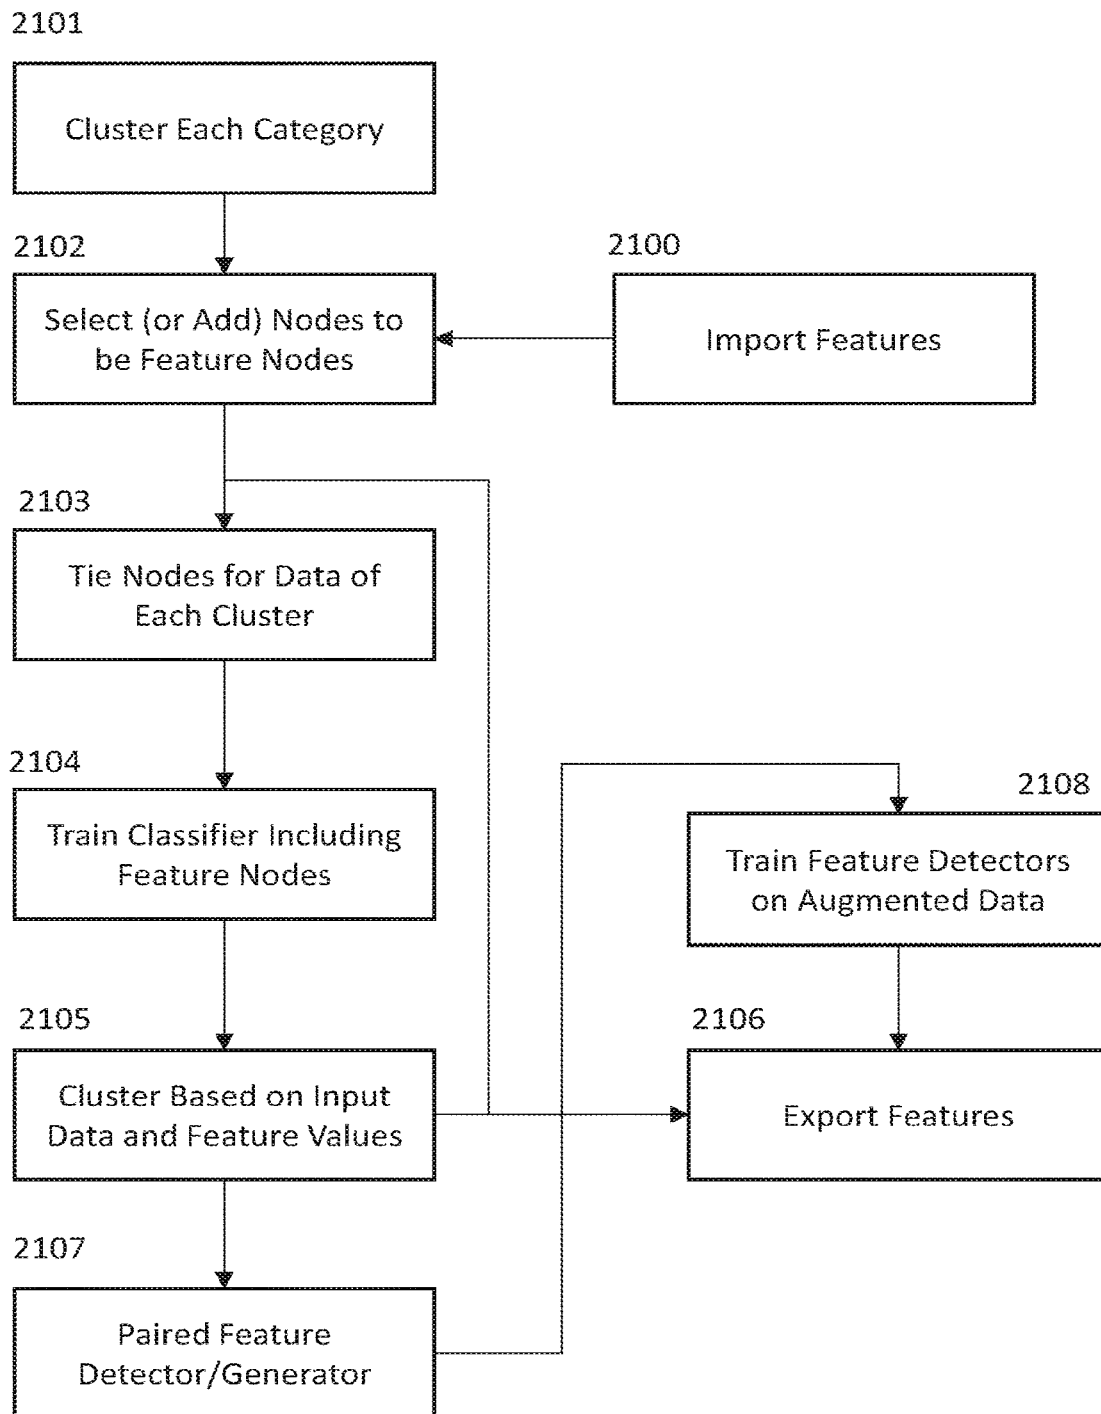 2101
Cluster Each Category
2102
Select (or Add) Nodes to
be Feature Nodes
2100
Import Features
2103
Tie Nodes for Data of
Each Cluster
2104
Train Classifier Including
Feature Nodes
2108
Train Feature Detectors
on Augmented Data
2105
Cluster Based on Input
Data and Feature Values
2106
Export Features
2107
Paired Feature
Detector/Generator